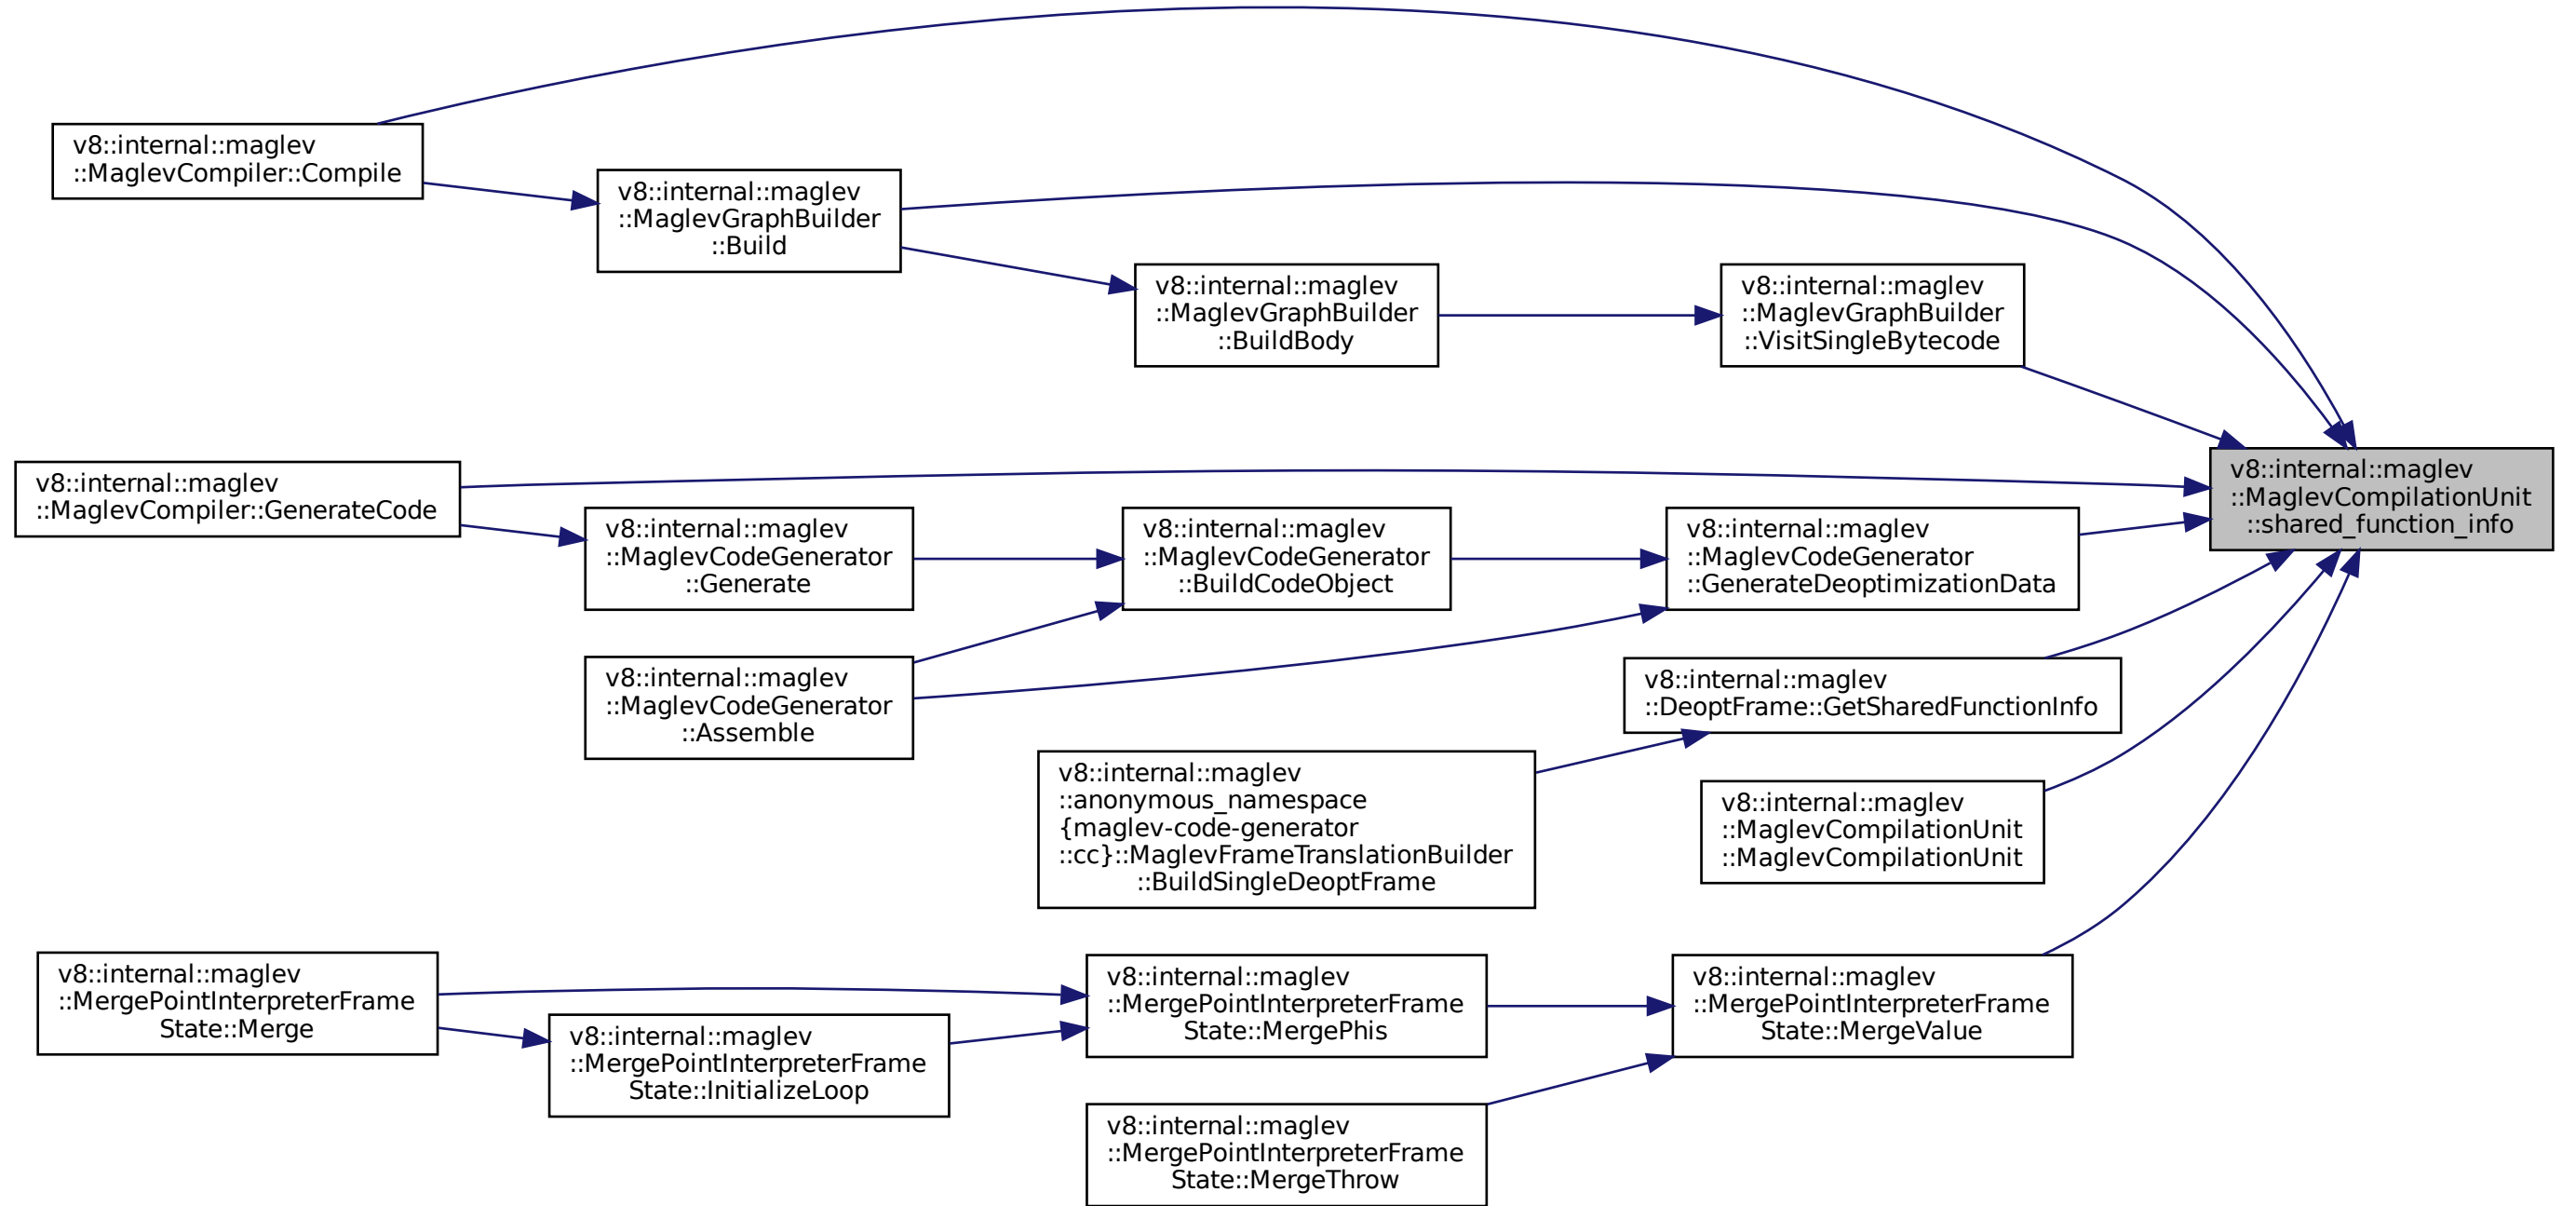 v8::internal::maglev
::MaglevCompiler::Compile
v8::internal::maglev
::MaglevGraphBuilder
::Build
v8::internal::maglev
::MaglevGraphBuilder
::BuildBody
v8::internal::maglev
::MaglevGraphBuilder
::VisitSingleBytecode
v8::internal::maglev
::MaglevCompilationUnit
::shared_function_info
v8::internal::maglev
::MaglevCompiler::GenerateCode
v8::internal::maglev
::MaglevCodeGenerator
::Generate
v8::internal::maglev
::MaglevCodeGenerator
::BuildCodeObject
v8::internal::maglev
::MaglevCodeGenerator
::GenerateDeoptimizationData
v8::internal::maglev
::MaglevCodeGenerator
::Assemble
v8::internal::maglev
::DeoptFrame::GetSharedFunctionInfo
v8::internal::maglev
::anonymous_namespace
{maglev-code-generator
::cc}::MaglevFrameTranslationBuilder
::BuildSingleDeoptFrame
v8::internal::maglev
::MaglevCompilationUnit
::MaglevCompilationUnit
v8::internal::maglev
::MergePointInterpreterFrame
State::Merge
v8::internal::maglev
::MergePointInterpreterFrame
State::InitializeLoop
v8::internal::maglev
::MergePointInterpreterFrame
State::MergePhis
v8::internal::maglev
::MergePointInterpreterFrame
State::MergeValue
v8::internal::maglev
::MergePointInterpreterFrame
State::MergeThrow